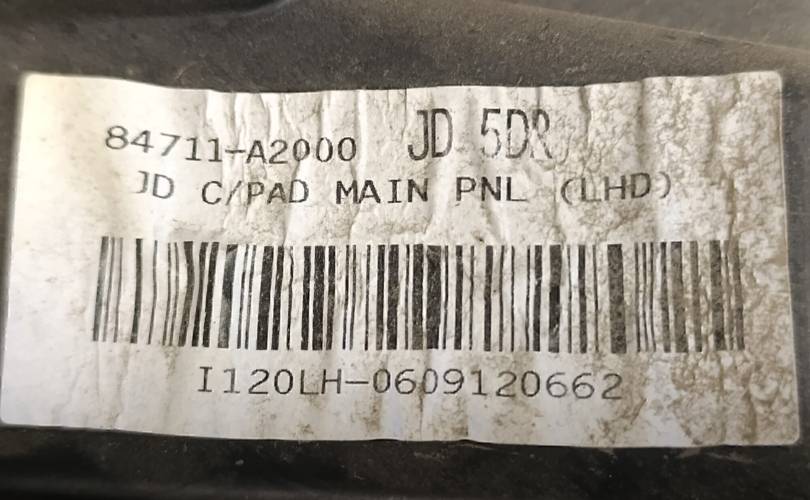 84711-A2000 JD 5DR
JD C/PAD MAIN PNL (LHD)
I120LH-0609120662